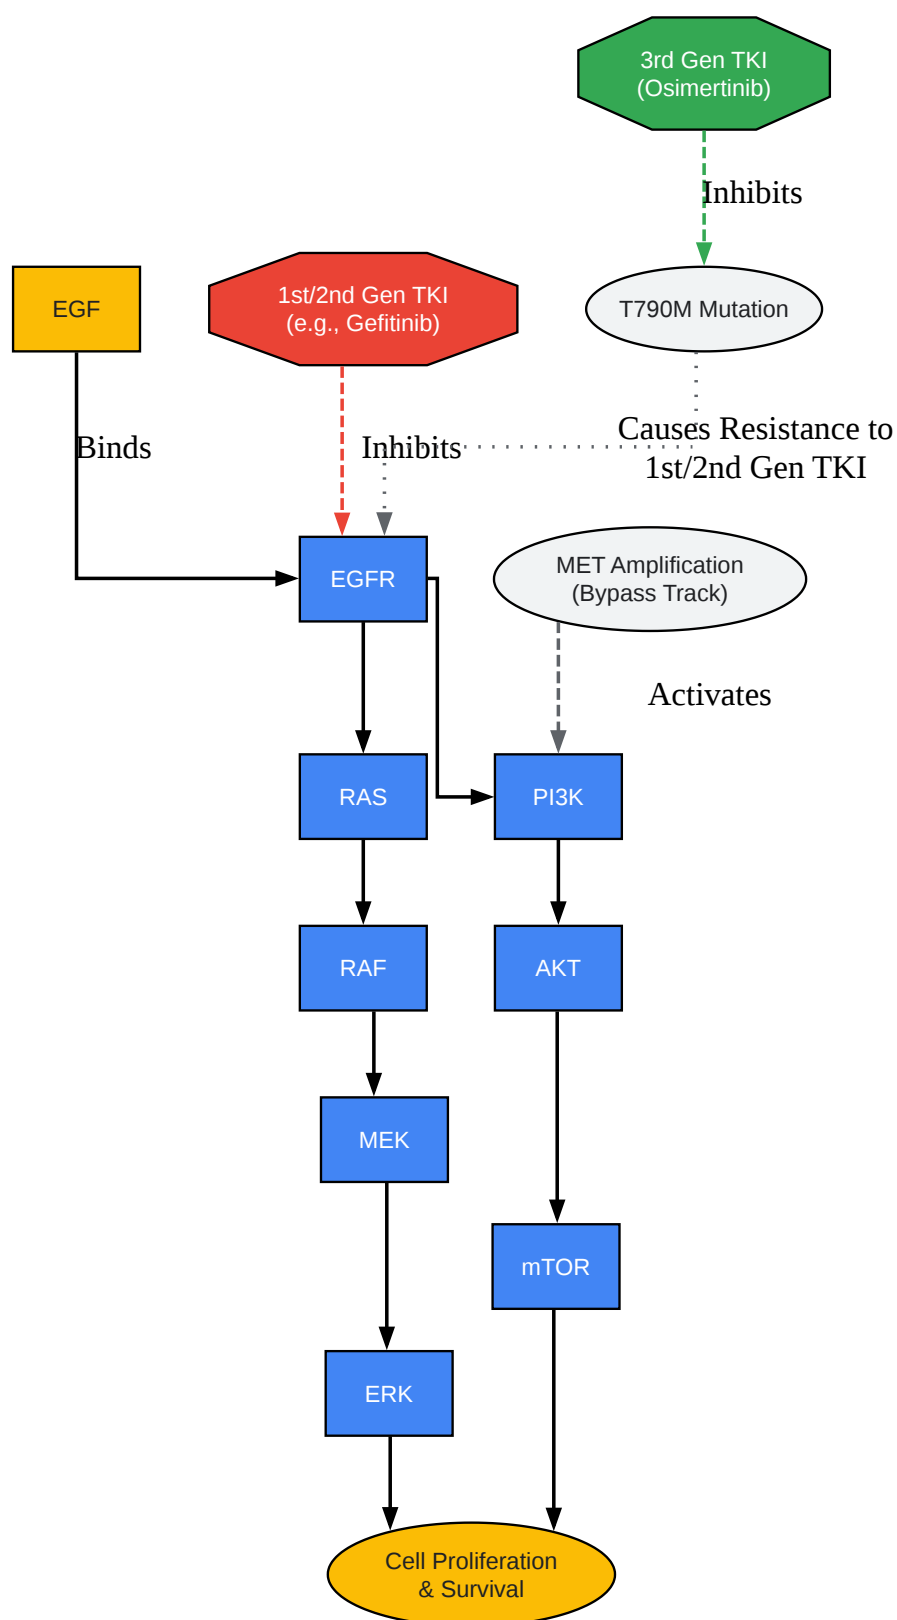 3rd Gen TKI
(Osimertinib)
Inhibits
EGF
1st/2nd Gen TKI
(e.g., Gefitinib)
T790M Mutation
Binds
Inhibits
Causes Resistance to
1st/2nd Gen TKI
EGFR
MET Amplification
(Bypass Track)
Activates
RAS
PI3K
RAF
AKT
MEK
mTOR
ERK
Cell Proliferation
& Survival